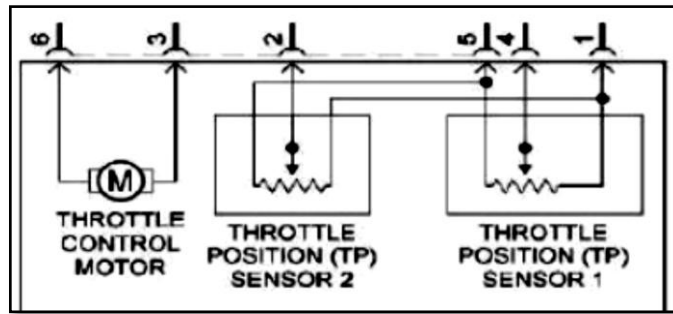 6 3 2 5 4 1
M
THROTTLE
CONTROL
MOTOR
THROTTLE
POSITION (TP)
SENSOR 2
THROTTLE
POSITION (TP)
SENSOR 1